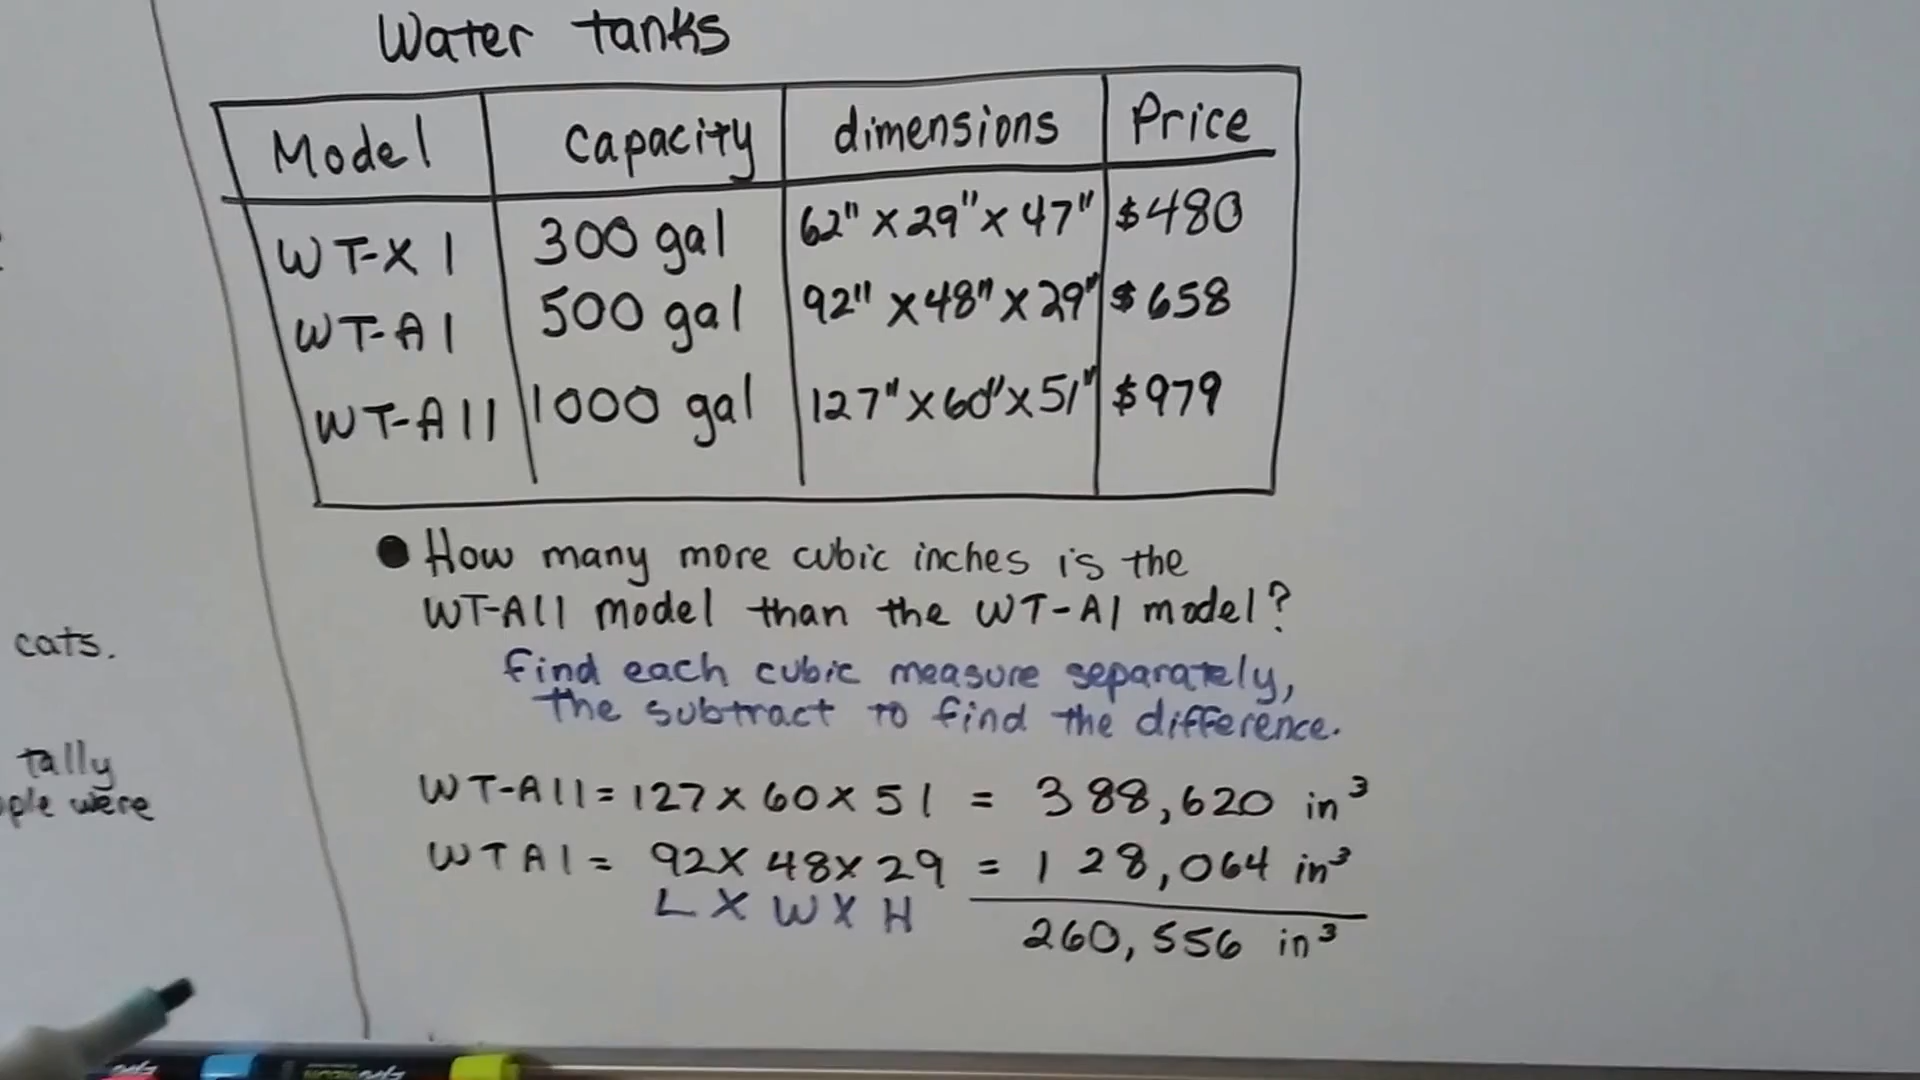 Water tanks
Model capacity dimensions Price
WT-X1 300 gal 62" x 29" x 47" $480
WT-A1 500 gal 92" x 48" x 29" $658
WT-A11 1000 gal 127" x 60" x 51" $979
● How many more cubic inches is the
WT-A11 model than the WT-A1 model?
find each cubic measure separately,
the subtract to find the difference.
WT-A11 = 127 x 60 x 51 = 388,620 in³
WTA1 = 92 x 48 x 29 = 128,064 in³
L x W x H
260,556 in³
cats.
tally
were